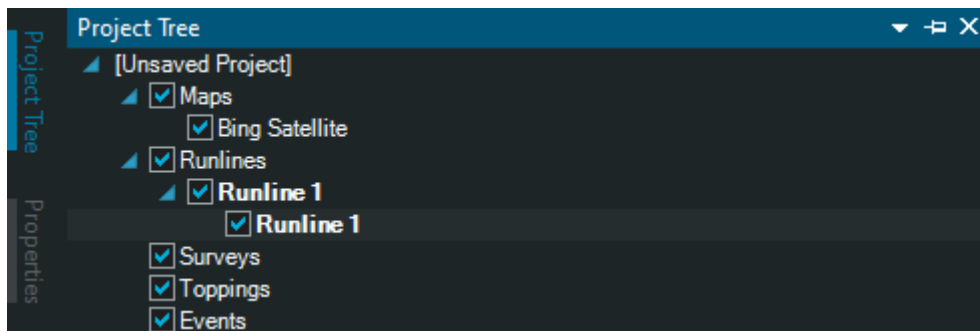 Project Tree
Project Tree
[Unsaved Project]
Maps
Bing Satellite
Runlines
Runline 1
Runline 1
Properties
Surveys
Toppings
Events